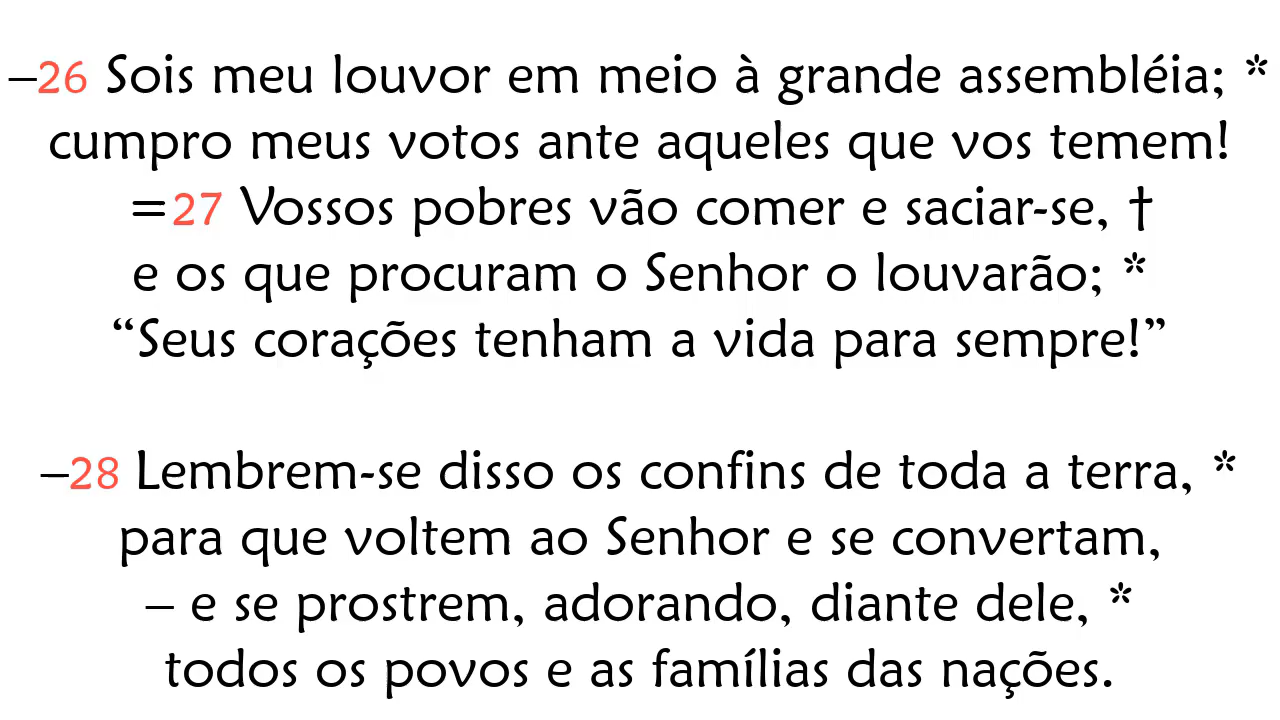 –26 Sois meu louvor em meio à grande assembléia; *
cumpro meus votos ante aqueles que vos temem!
=27 Vossos pobres vão comer e saciar-se, †
e os que procuram o Senhor o louvarão; *
“Seus corações tenham a vida para sempre!”
–28 Lembrem-se disso os confins de toda a terra, *
para que voltem ao Senhor e se convertam,
– e se prostrem, adorando, diante dele, *
todos os povos e as famílias das nações.